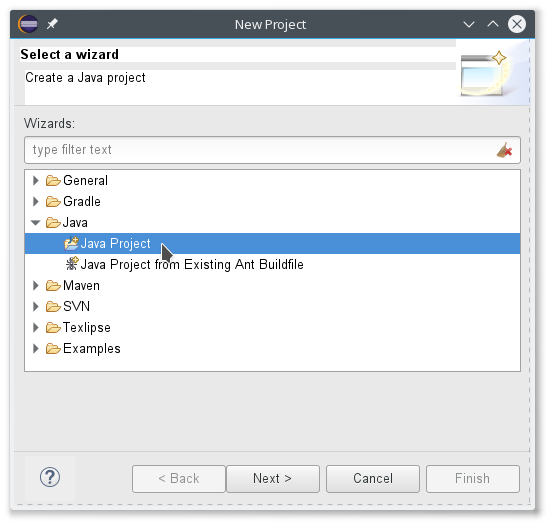 New Project
Select a wizard
Create a Java project
Wizards:
type filter text
General
Gradle
Java
Java Project
Java Project from Existing Ant Buildfile
Maven
SVN
Texlipse
Examples
?
< Back
Next >
Cancel
Finish